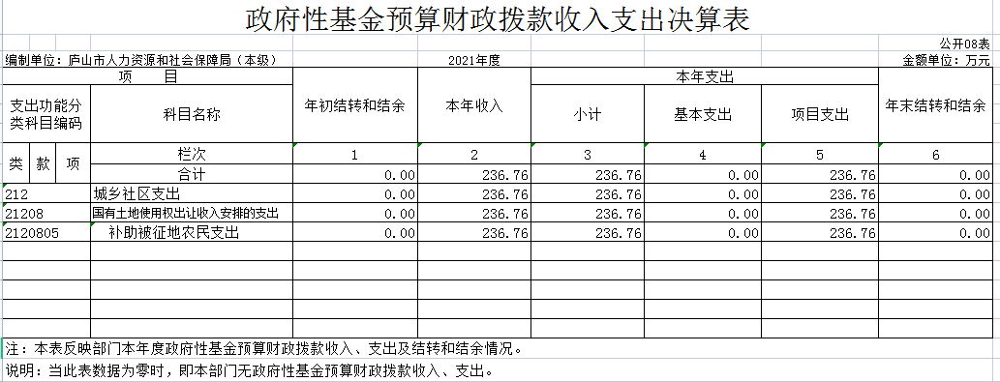 政府性基金预算财政拨款收入支出决算表
公开08表
编制单位：庐山市人力资源和社会保障局（本级） 2021年度 金额单位：万元
项 目 年初结转和结余 本年收入 本年支出 年末结转和结余
支出功能分类科目编码 科目名称 小计 基本支出 项目支出
类 款 项 栏次 1 2 3 4 5 6
合计 0.00 236.76 236.76 0.00 236.76 0.00
212 城乡社区支出 0.00 236.76 236.76 0.00 236.76 0.00
21208 国有土地使用权出让收入安排的支出 0.00 236.76 236.76 0.00 236.76 0.00
2120805 补助被征地农民支出 0.00 236.76 236.76 0.00 236.76 0.00
注：本表反映部门本年度政府性基金预算财政拨款收入、支出及结转和结余情况。
说明：当此表数据为零时，即本部门无政府性基金预算财政拨款收入、支出。